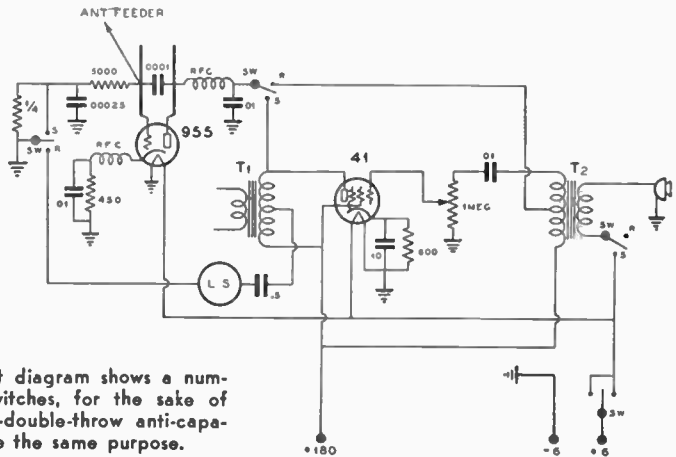 ANT FEEDER
5000
.0001
RFC
SW
R
S
1/4
.00025
.01
955
SW
S
R
RFC
.01
450
T1
41
.01
T2
1MEG
10
600
SW
R
S
L S
.5
t diagram shows a num-
vitches, for the sake of
-double-throw anti-capa-
e the same purpose.
SW
+180
-6
+6